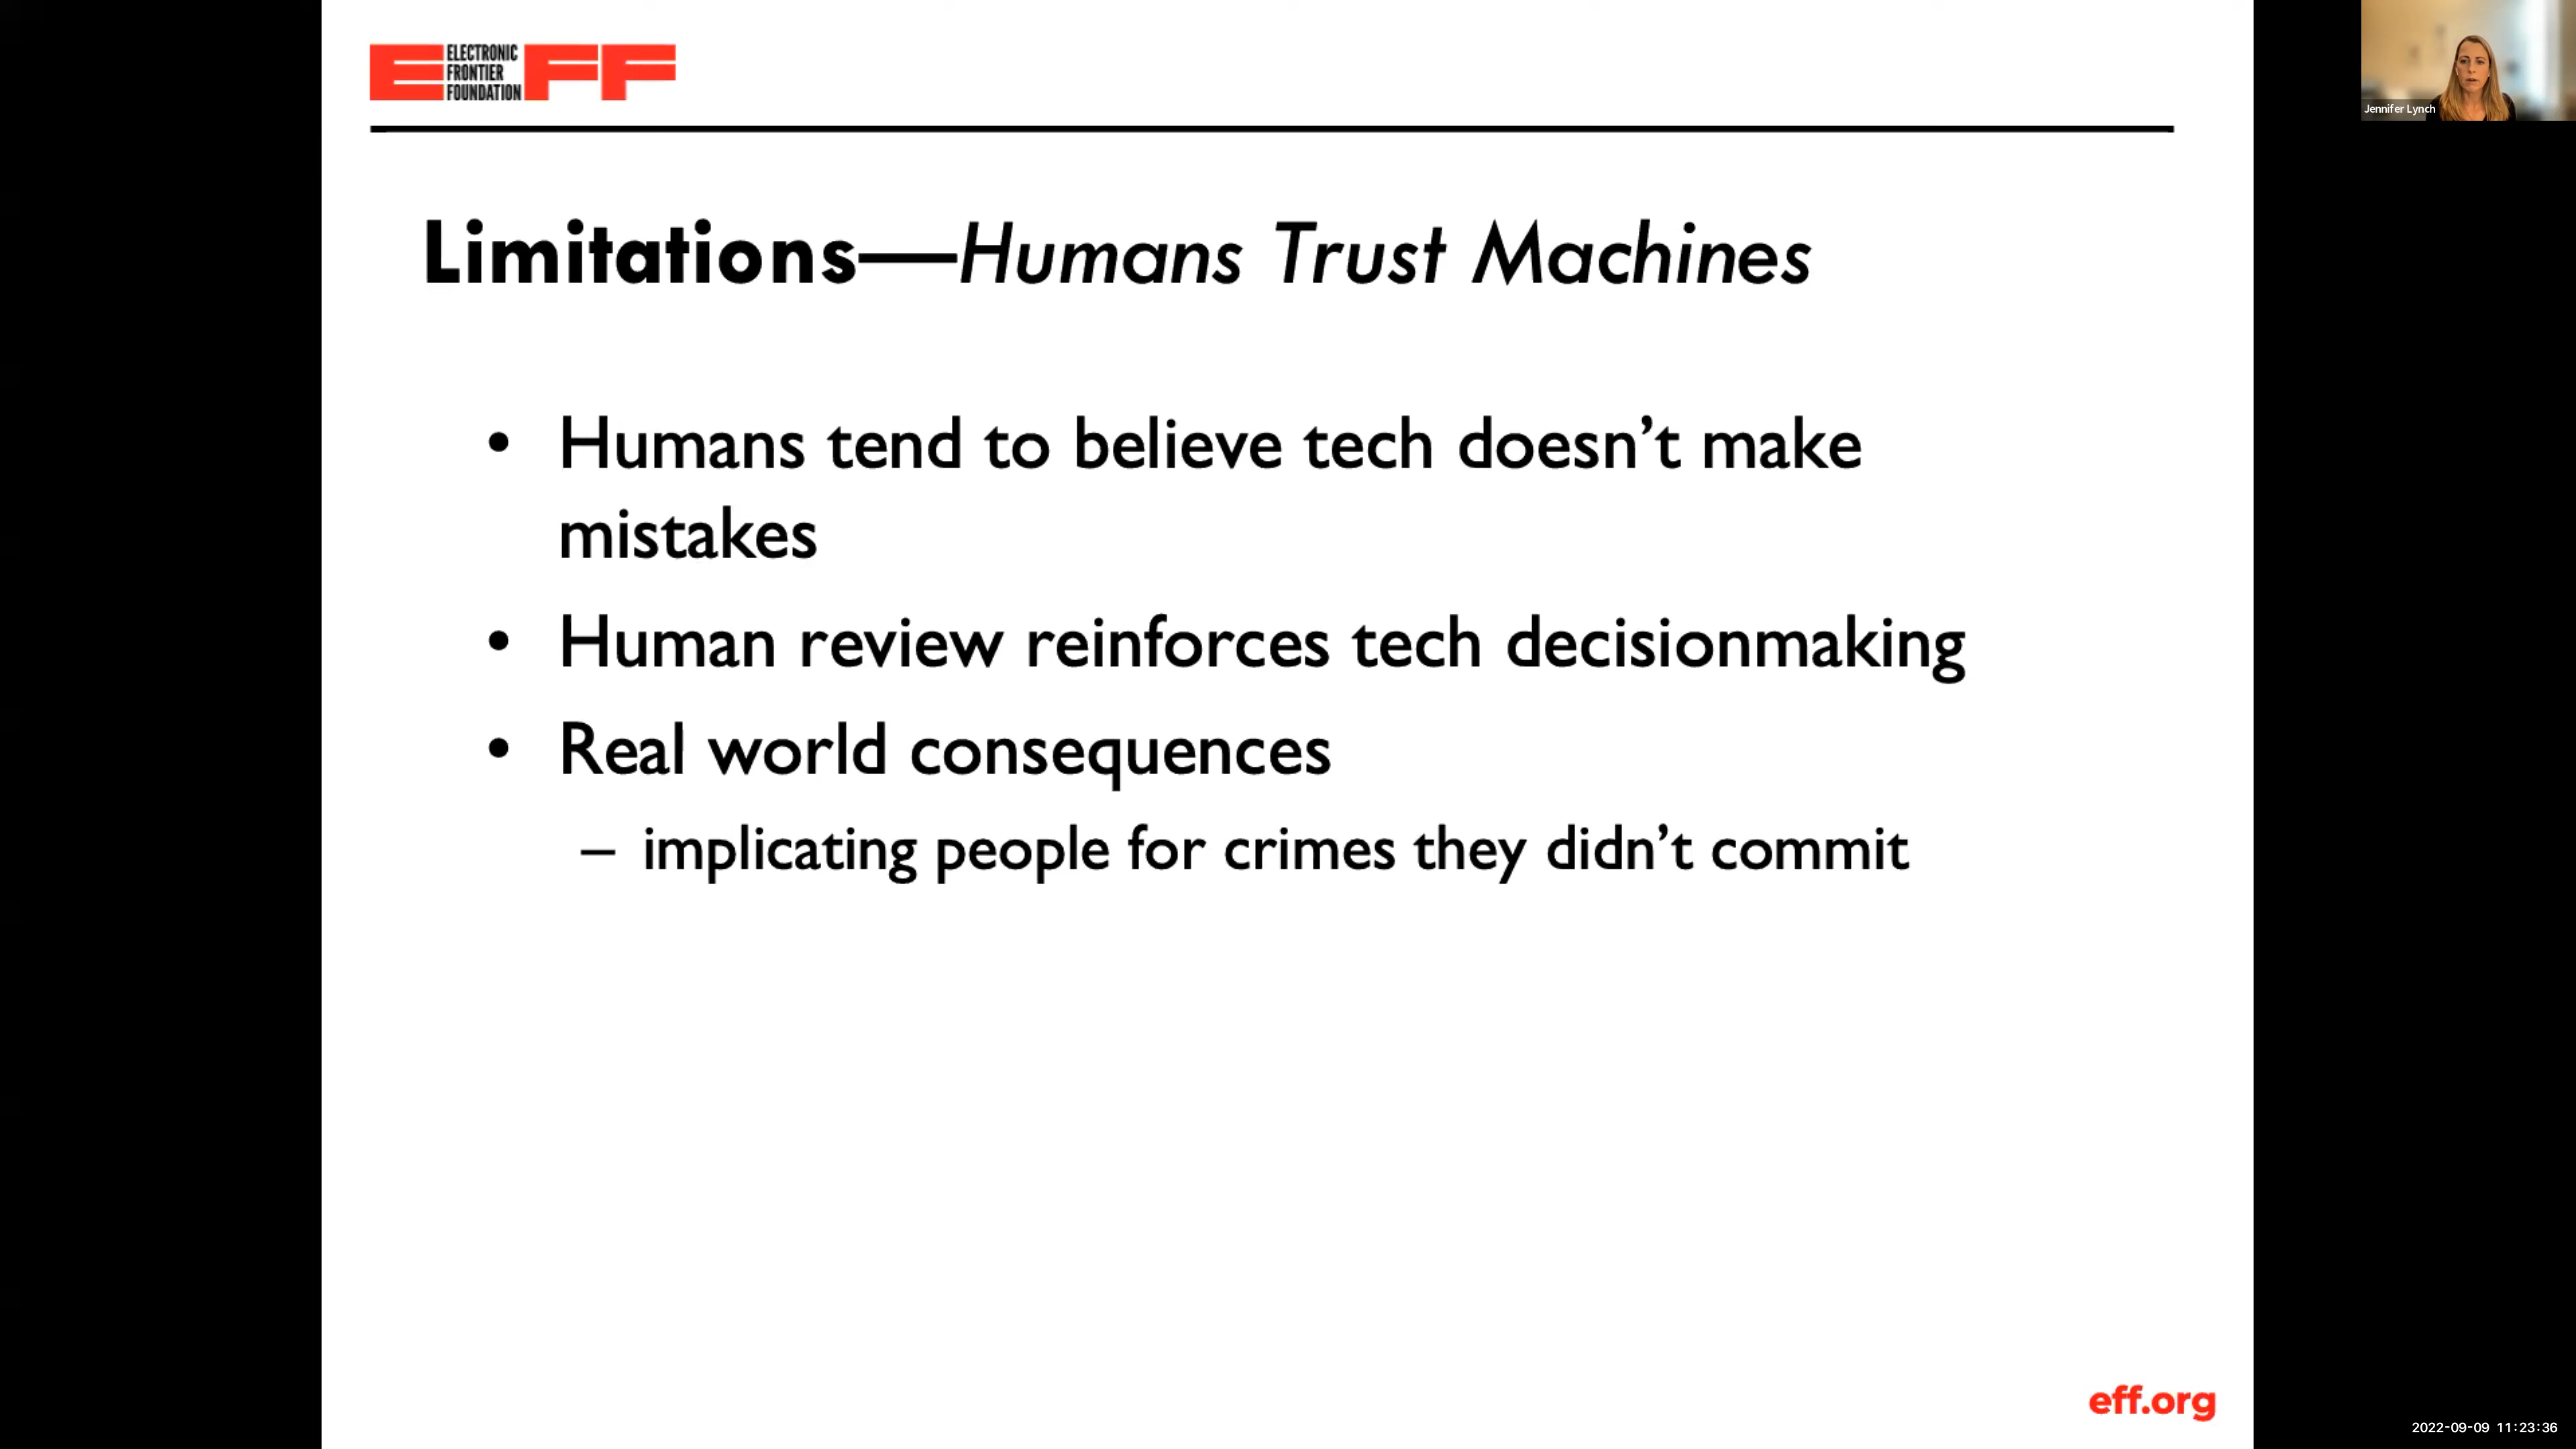 ELECTRONIC
FRONTIER
FOUNDATION
EFF
Jennifer Lynch
Limitations—Humans Trust Machines
• Humans tend to believe tech doesn’t make
mistakes
• Human review reinforces tech decisionmaking
• Real world consequences
– implicating people for crimes they didn’t commit
eff.org
2022-09-09 11:23:36